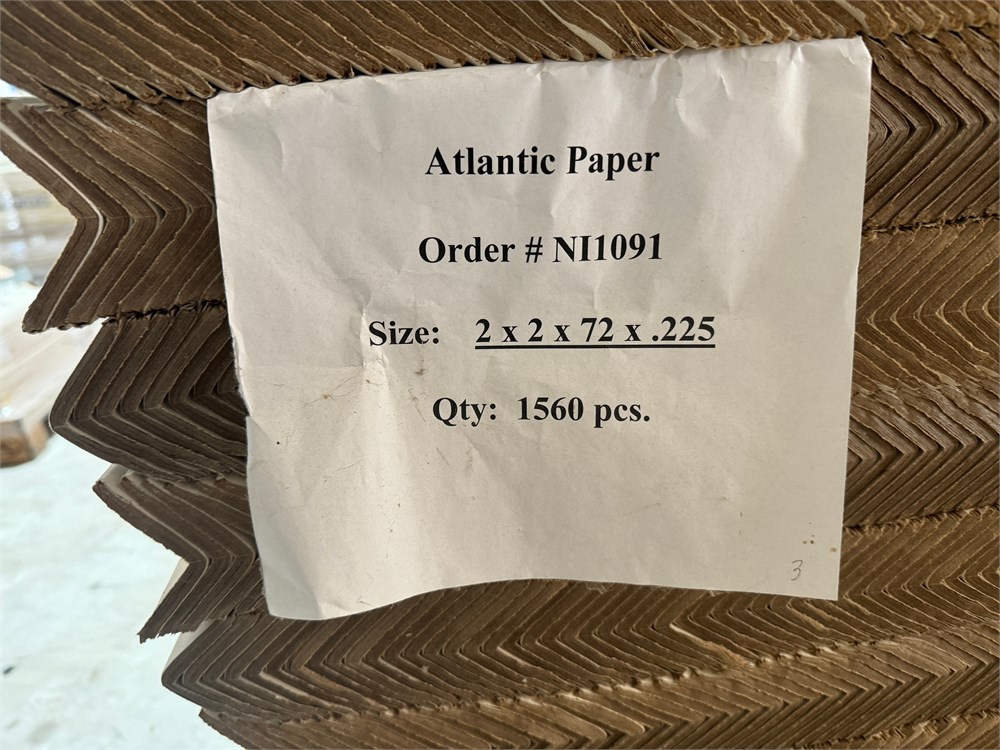 Atlantic Paper
Order # NI1091
Size: 2 x 2 x 72 x .225
Qty: 1560 pcs.
3